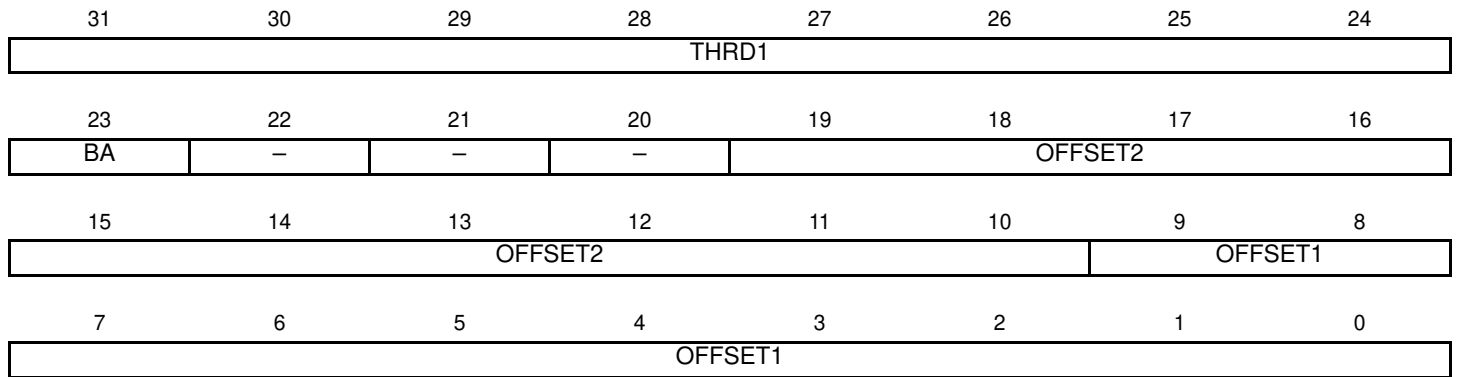 31 30 29 28 27 26 25 24
THRD1
23 22 21 20 19 18 17 16
BA – – – OFFSET2
15 14 13 12 11 10 9 8
OFFSET2 OFFSET1
7 6 5 4 3 2 1 0
OFFSET1